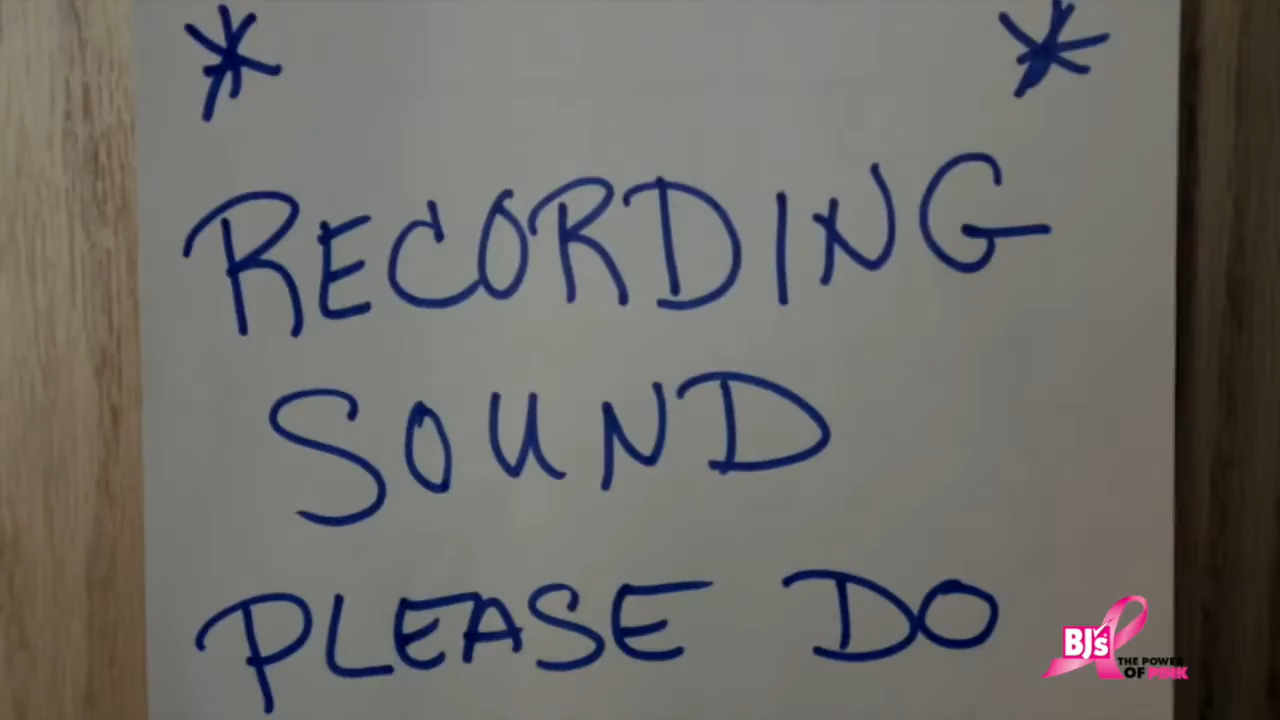 * *
RECORDING
SOUND
PLEASE DO
BJ's
THE POWER
OF PINK